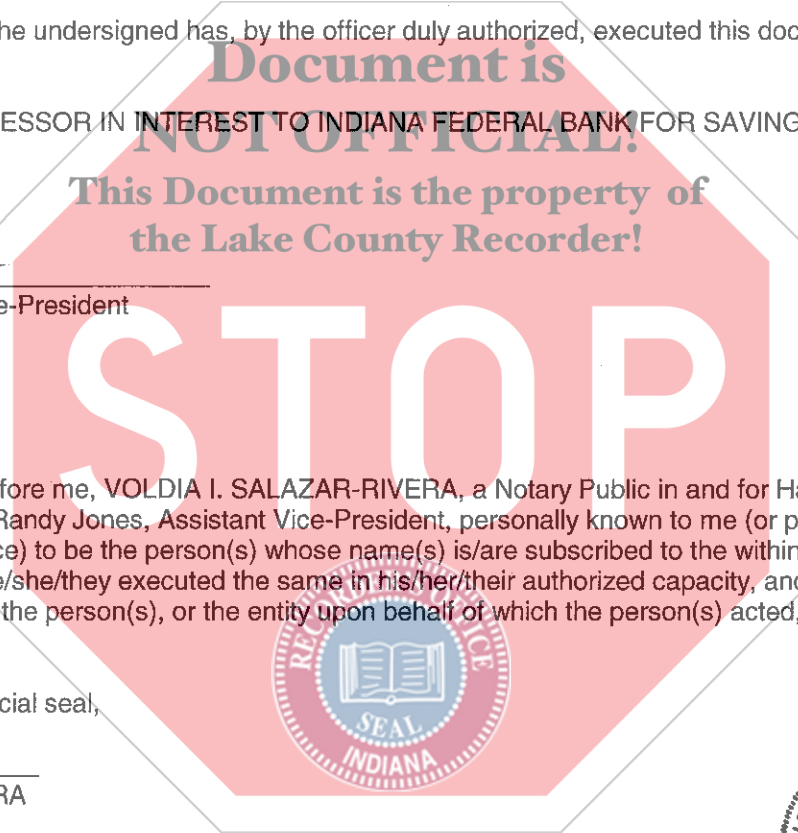 he undersigned has, by the officer duly authorized, executed this doc
Document is
ESSOR IN INTEREST TO INDIANA FEDERAL BANK FOR SAVING
NOT OFFICIAL!
This Document is the property of
the Lake County Recorder!
e-President
STOP
fore me, VOLDIA I. SALAZAR-RIVERA, a Notary Public in and for Ha
Randy Jones, Assistant Vice-President, personally known to me (or p
ce) to be the person(s) whose name(s) is/are subscribed to the within
e/she/they executed the same in his/her/their authorized capacity, and
the person(s), or the entity upon behalf of which the person(s) acted,
RECORDER'S OFFICE
SEAL
INDIANA
cial seal,
RA